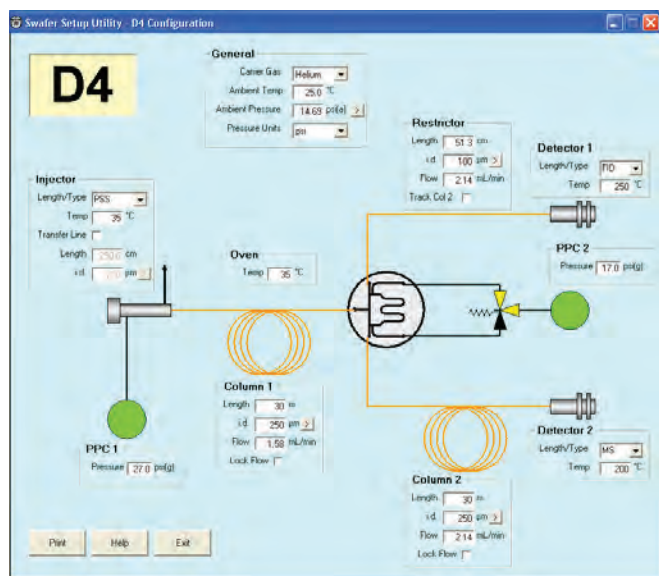 Swafer Setup Utility - D4 Configuration
D4
General
Carrier Gas Helium
Ambient Temp 25.0 °C
Ambient Pressure 14.69 psi(a) >
Pressure Units psi
Restrictor
Length 51.3 cm
i.d. 100 µm >
Flow 2.14 mL/min
Track Col 2
Detector 1
Length/Type FID
Temp 250 °C
Injector
Length/Type PSS
Temp 35 °C
Transfer Line
Length cm
i.d. µm >
Oven
Temp 35 °C
PPC 2
Pressure 17.0 psi(g)
Column 1
Length 30 m
i.d. 250 µm >
Flow 1.58 mL/min
Lock Flow
PPC 1
Pressure 27.0 psi(g)
Detector 2
Length/Type MS
Temp 200 °C
Column 2
Length 30 m
i.d. 250 µm >
Flow 2.14 mL/min
Lock Flow
Print Help Exit